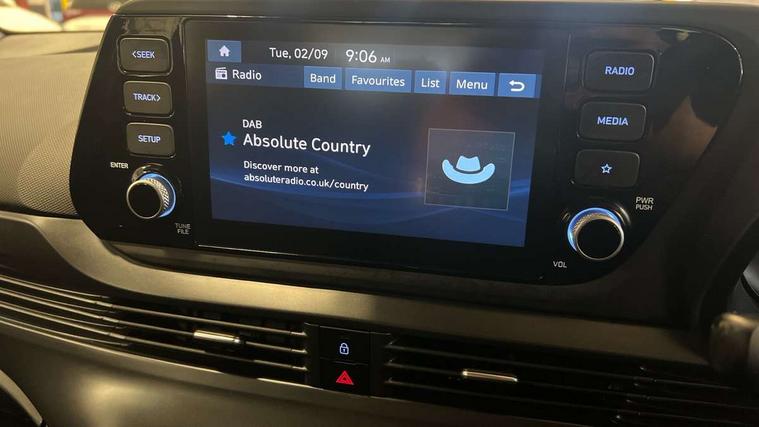 Tue, 02/09 9:06 AM
Radio Band Favourites List Menu
DAB
Absolute Country
Discover more at
absoluteradio.co.uk/country
<SEEK
TRACK>
SETUP
ENTER
TUNE
FILE
RADIO
MEDIA
PWR
PUSH
VOL